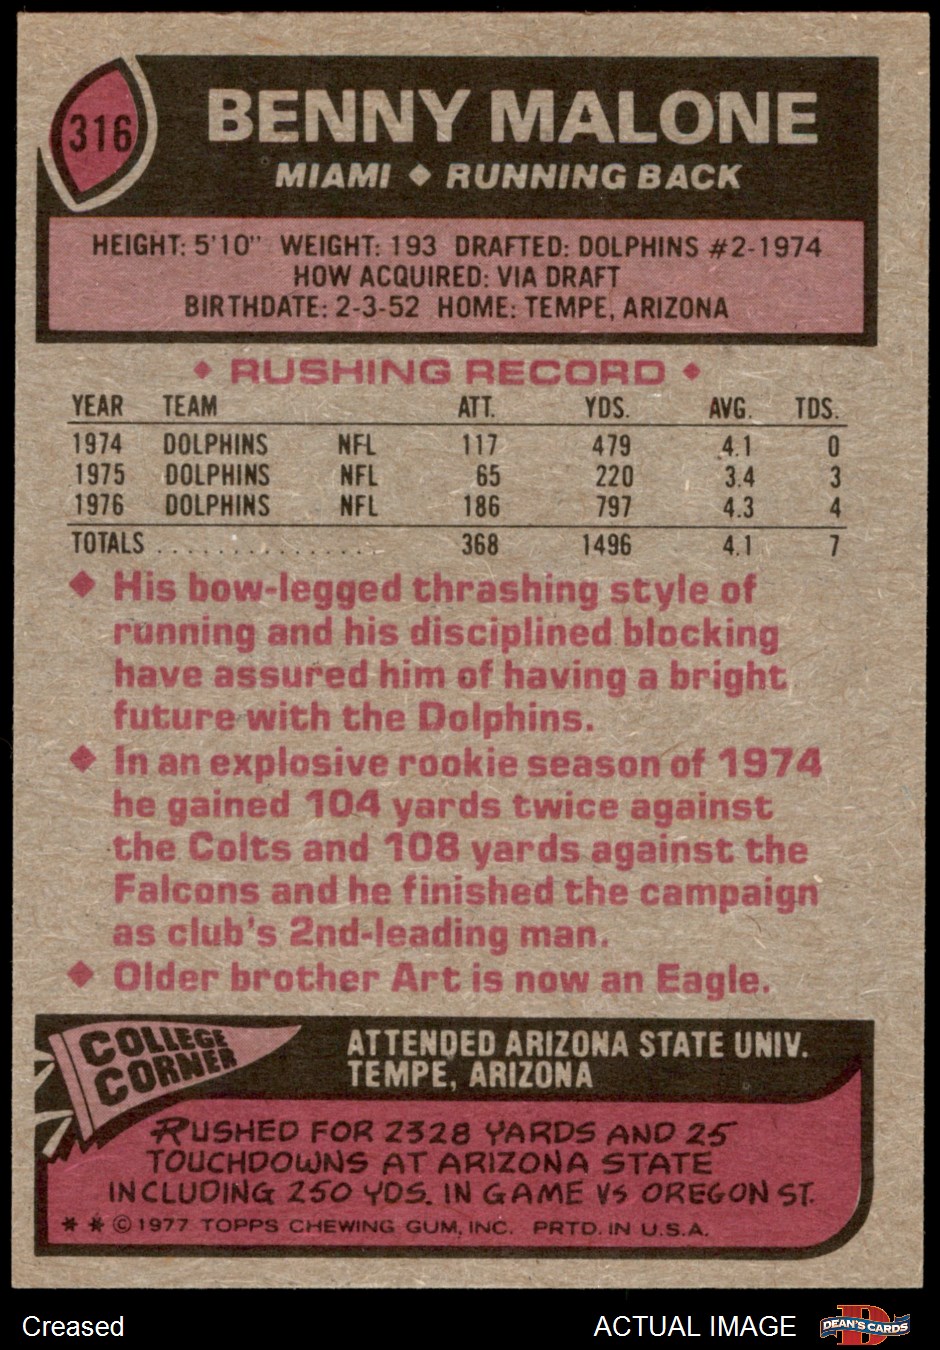 316
BENNY MALONE
MIAMI ◆ RUNNING BACK
HEIGHT: 5'10" WEIGHT: 193 DRAFTED: DOLPHINS #2-1974
HOW ACQUIRED: VIA DRAFT
BIRTHDATE: 2-3-52 HOME: TEMPE, ARIZONA
◆ RUSHING RECORD ◆
YEAR TEAM ATT. YDS. AVG. TDS.
1974 DOLPHINS NFL 117 479 4.1 0
1975 DOLPHINS NFL 65 220 3.4 3
1976 DOLPHINS NFL 186 797 4.3 4
TOTALS . . . . . . . . . . . . . . . . 368 1496 4.1 7
◆ His bow-legged thrashing style of
running and his disciplined blocking
have assured him of having a bright
future with the Dolphins.
◆ In an explosive rookie season of 1974
he gained 104 yards twice against
the Colts and 108 yards against the
Falcons and he finished the campaign
as club's 2nd-leading man.
◆ Older brother Art is now an Eagle.
COLLEGE
CORNER
ATTENDED ARIZONA STATE UNIV.
TEMPE, ARIZONA
RUSHED FOR 2328 YARDS AND 25
TOUCHDOWNS AT ARIZONA STATE
INCLUDING 250 YDS. IN GAME VS OREGON ST.
* * © 1977 TOPPS CHEWING GUM, INC. PRTD. IN U.S.A.
Creased
ACTUAL IMAGE
D
DEAN'S CARDS